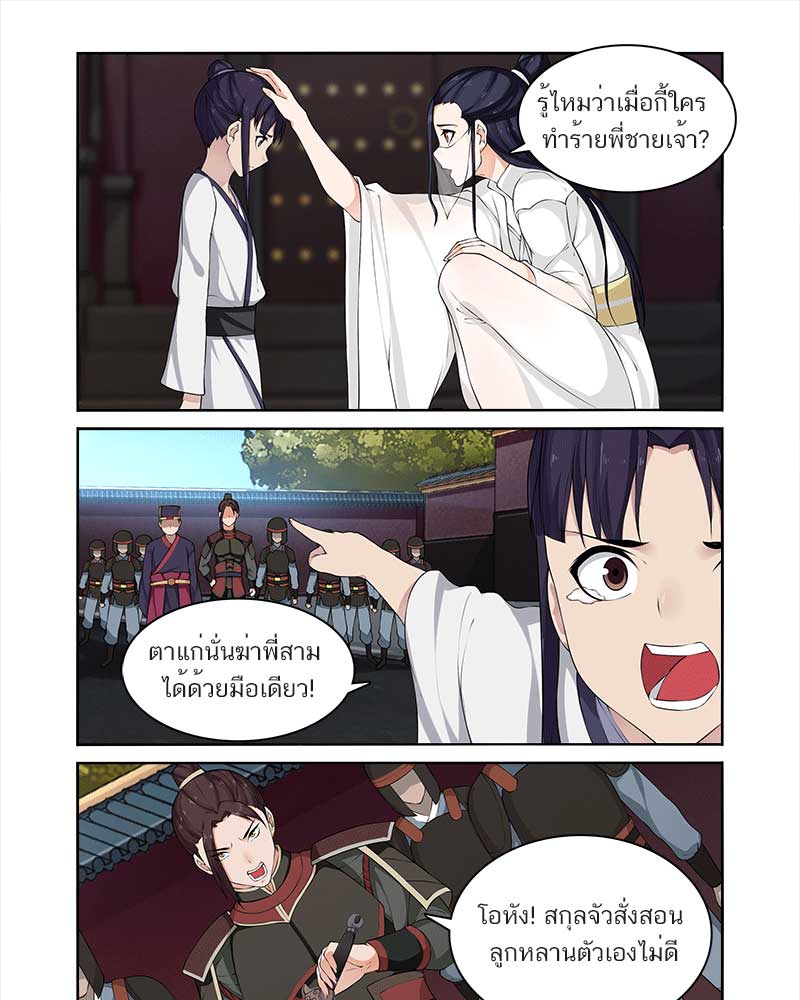 รู้ไหมว่าเมื่อกี้ใคร
ทำร้ายพี่ชายเจ้า?
ตาแก่นั่นฆ่าพี่สาม
ได้ด้วยมือเดียว!
โอหัง! สกุลจัวสั่งสอน
ลูกหลานตัวเองไม่ดี